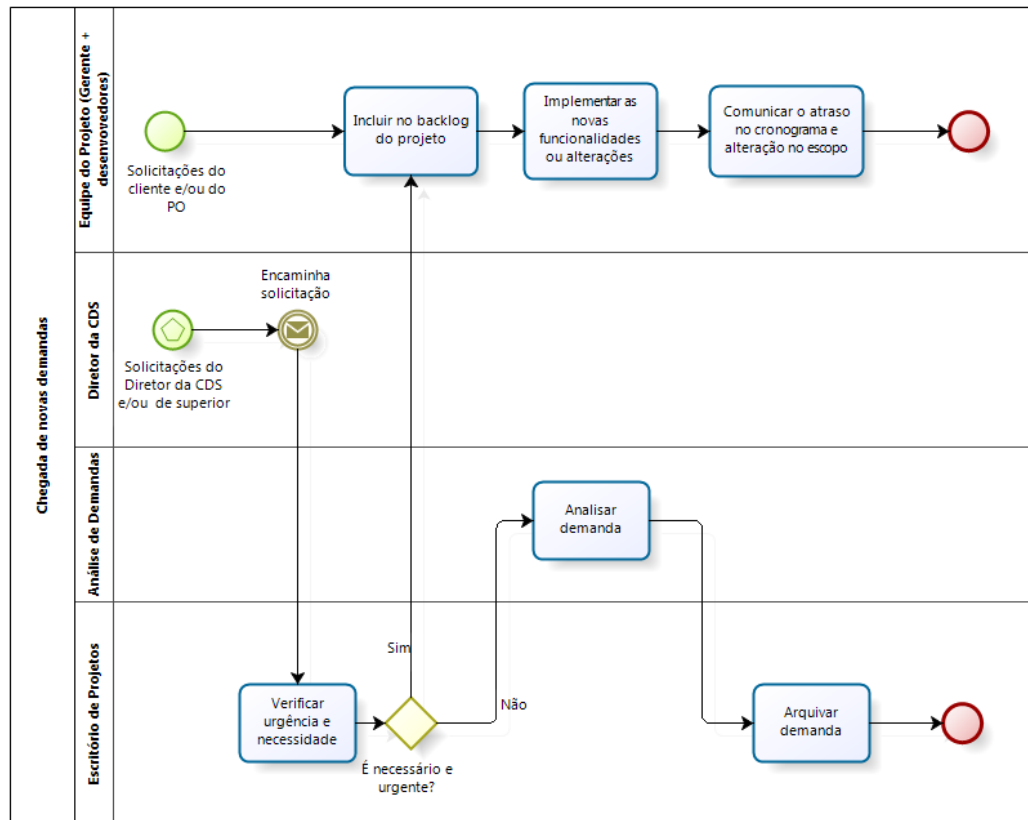 Chegada de novas demandas
Equipe do Projeto (Gerente +
desenovedores)
Solicitações do
cliente e/ou do
PO
Incluir no backlog
do projeto
Implementar as
novas
funcionalidades
ou alterações
Comunicar o atraso
no cronograma e
alteração no escopo
Diretor da CDS
Encaminha
solicitação
Solicitações do
Diretor da CDS
e/ou de superior
Análise de Demandas
Analisar
demanda
Escritório de Projetos
Verificar
urgência e
necessidade
Sim
É necessário e
urgente?
Não
Arquivar
demanda